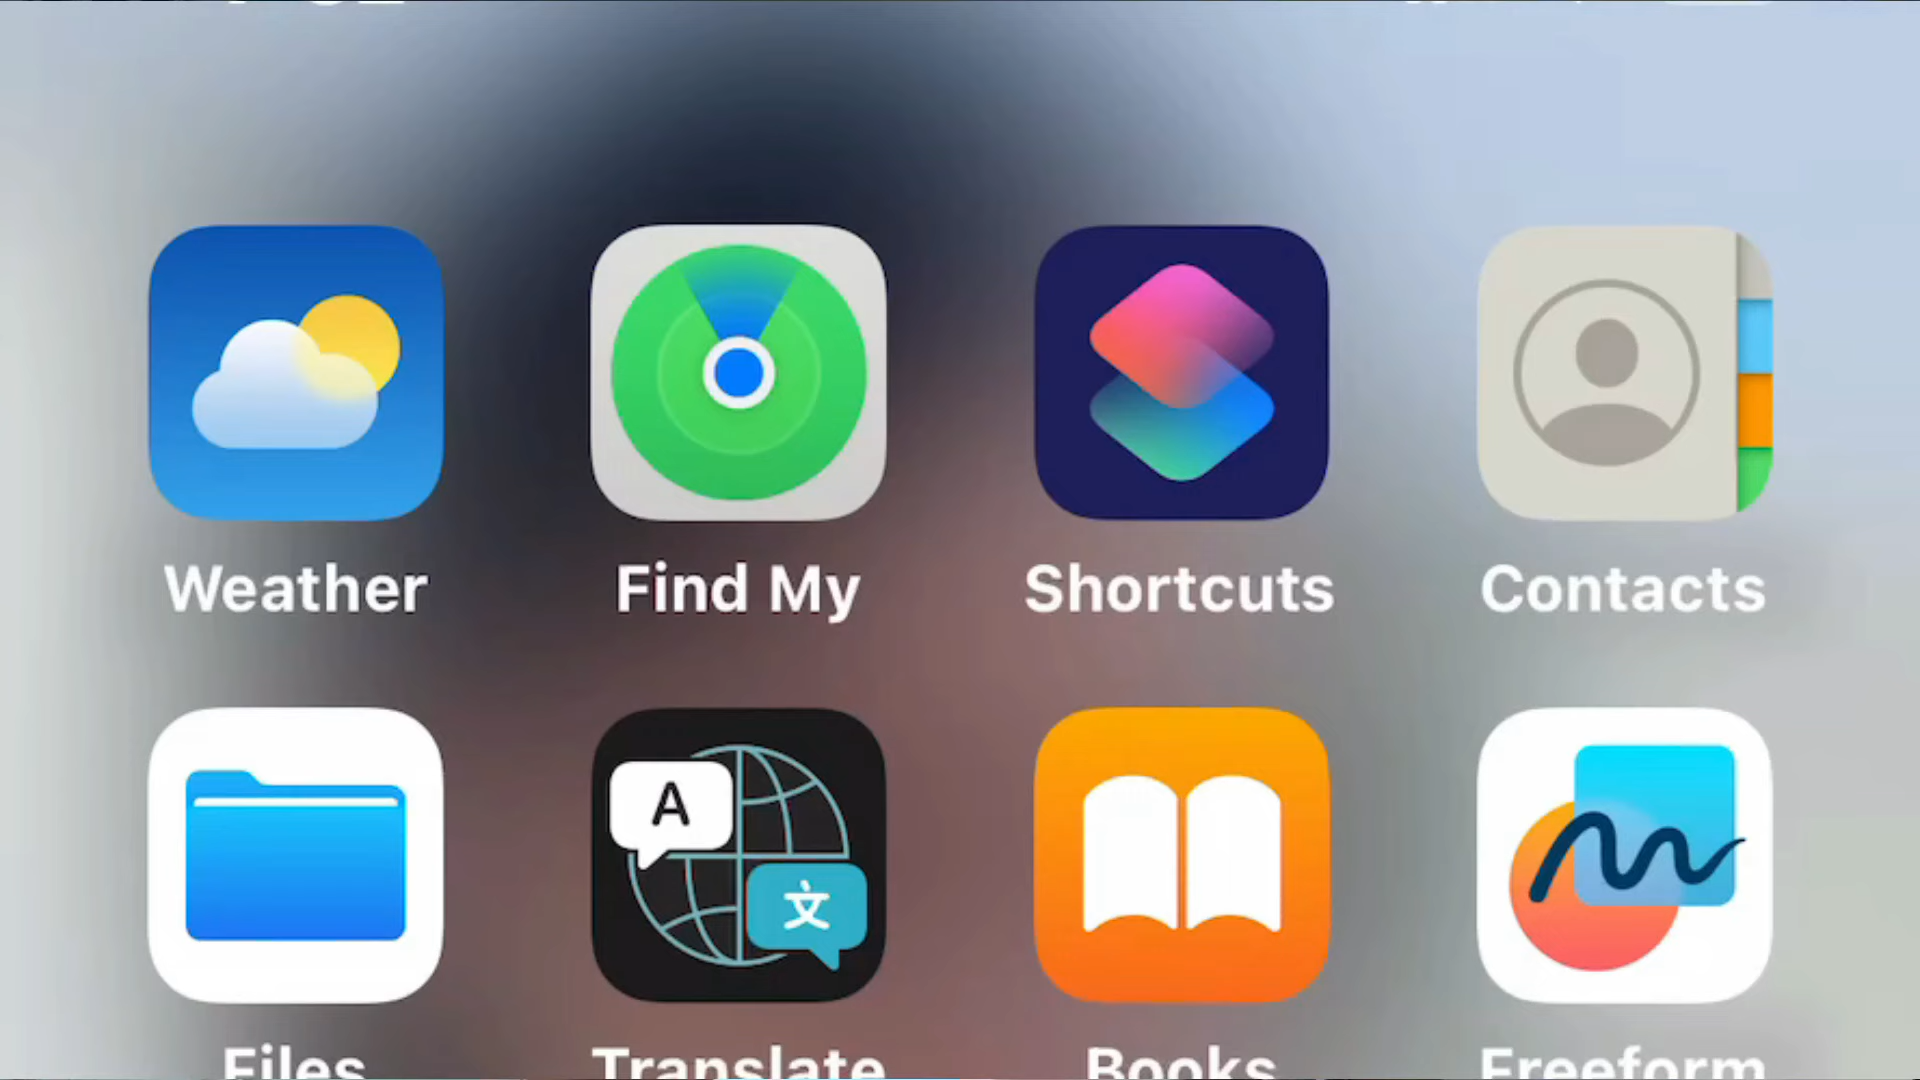 Weather Find My Shortcuts Contacts
A
文
Files Translate Books Freeform